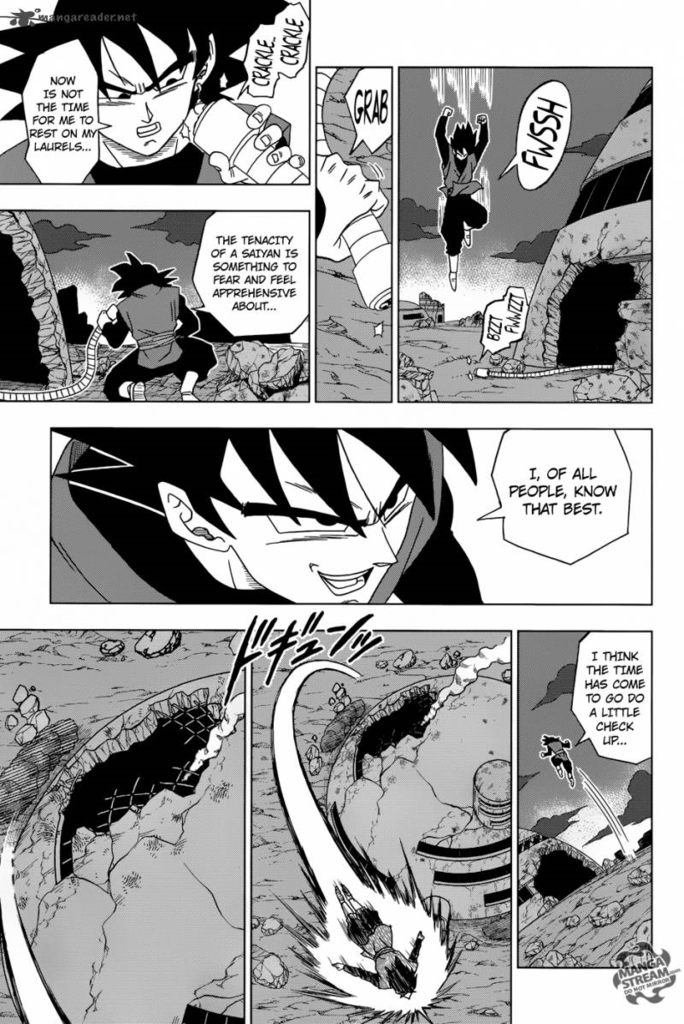 mangareader.net
FWSSH
BZZT
GRAB
CRACKLE
CRACKLE
NOW
IS NOT
THE TIME
FOR ME TO
REST ON MY
LAURELS...
THE TENACITY
OF A SAIYAN IS
SOMETHING TO
FEAR AND FEEL
APPREHENSIVE
ABOUT...
I, OF ALL
PEOPLE, KNOW
THAT BEST.
I THINK
THE TIME
HAS COME
TO GO DO
A LITTLE
CHECK
UP...
ドギューンッ
MANGA
STREAM
DO NOT MIRROR